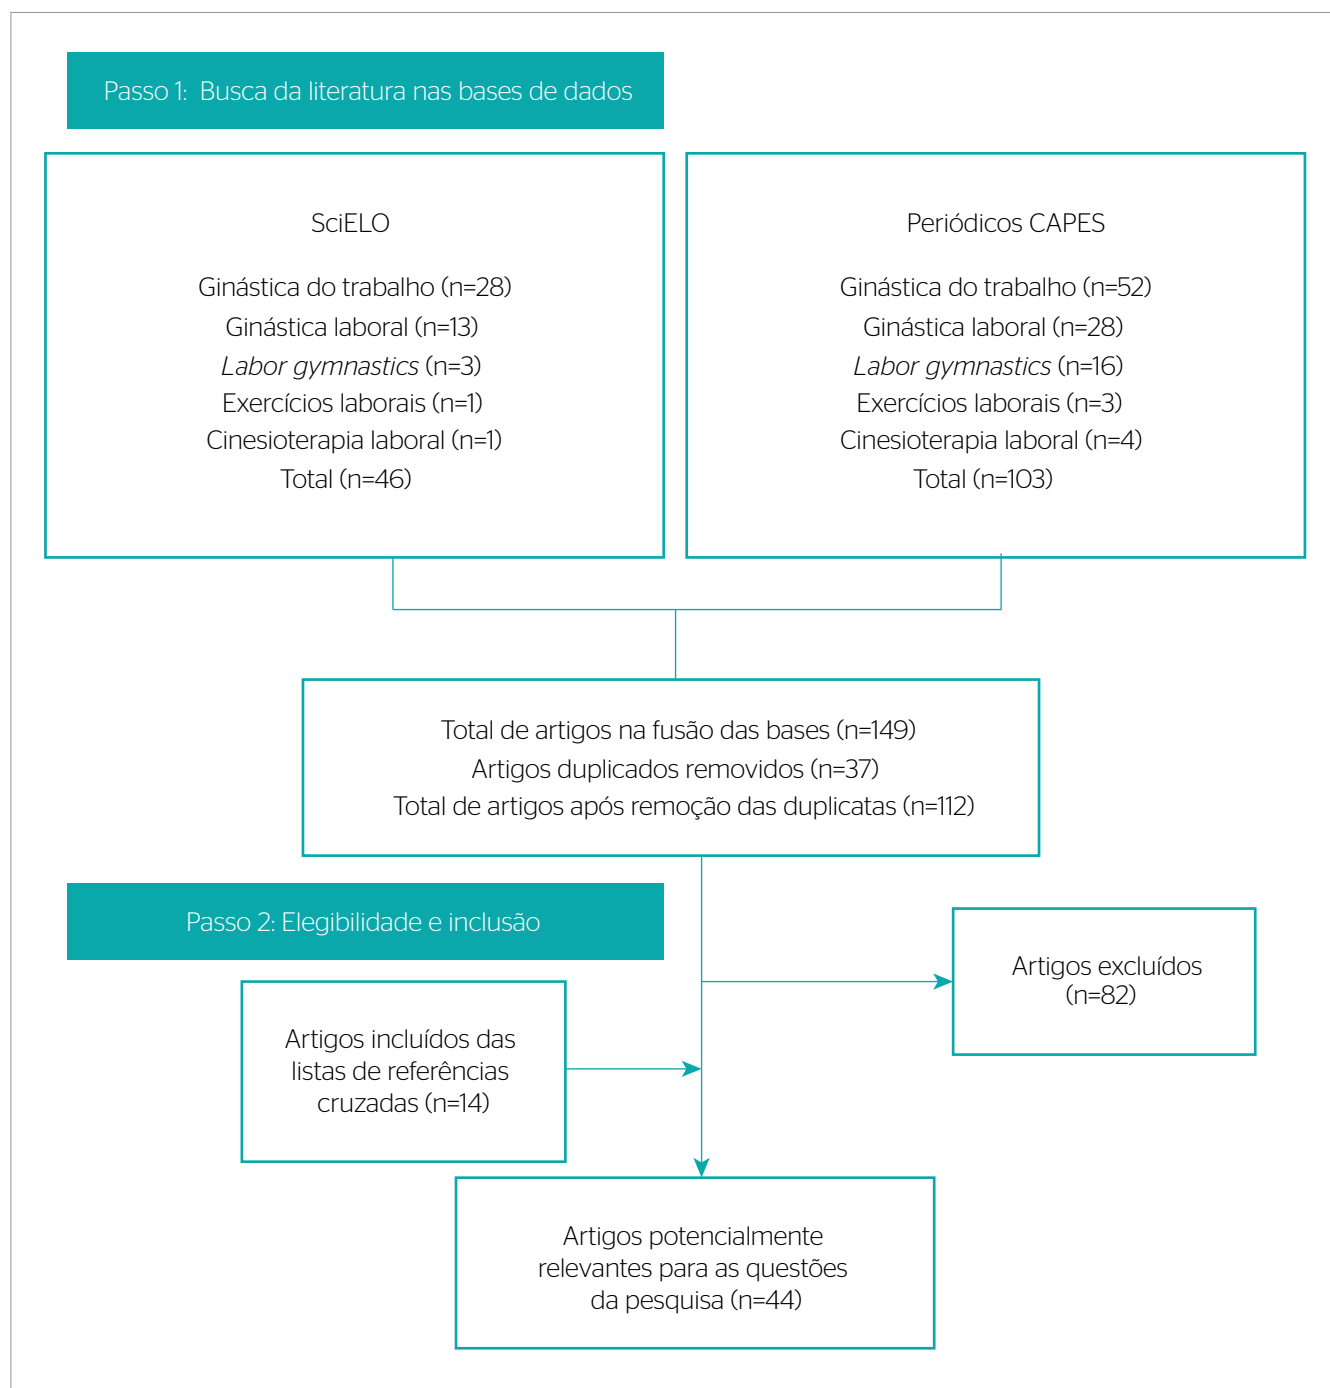 Passo 1: Busca da literatura nas bases de dados
SciELO
Ginástica do trabalho (n=28)
Ginástica laboral (n=13)
Labor gymnastics (n=3)
Exercícios laborais (n=1)
Cinesioterapia laboral (n=1)
Total (n=46)
Periódicos CAPES
Ginástica do trabalho (n=52)
Ginástica laboral (n=28)
Labor gymnastics (n=16)
Exercícios laborais (n=3)
Cinesioterapia laboral (n=4)
Total (n=103)
Total de artigos na fusão das bases (n=149)
Artigos duplicados removidos (n=37)
Total de artigos após remoção das duplicatas (n=112)
Passo 2: Elegibilidade e inclusão
Artigos excluídos
(n=82)
Artigos incluídos das
listas de referências
cruzadas (n=14)
Artigos potencialmente
relevantes para as questões
da pesquisa (n=44)